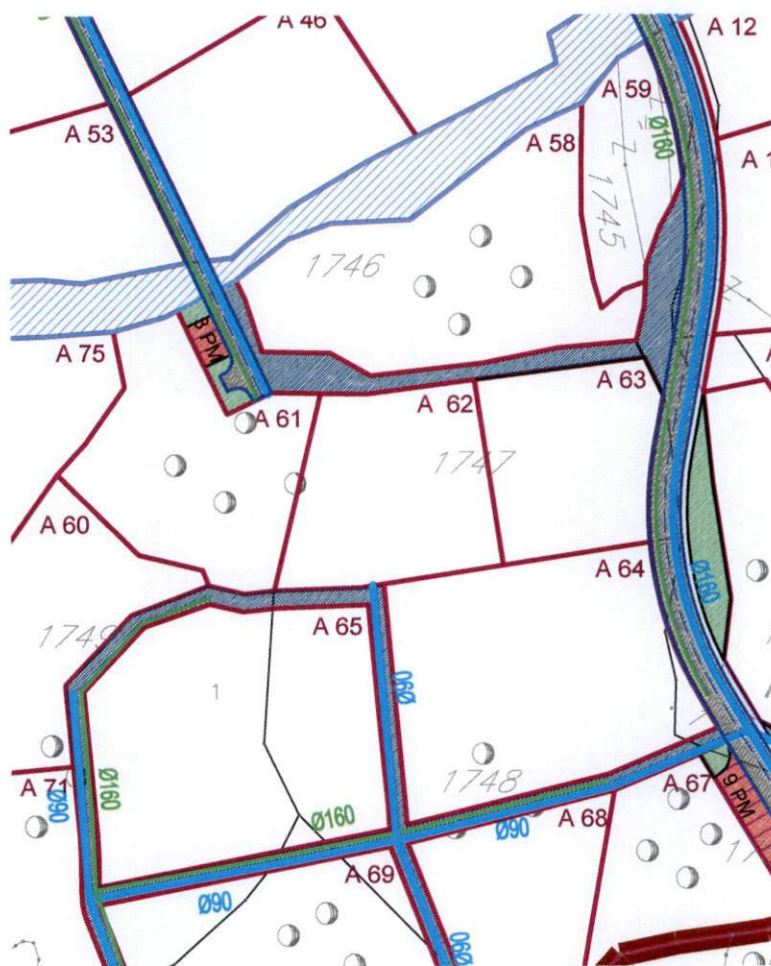 A 46
A 12
A 59
A 53
Ø160
A 58
A 1
1745
1746
8 PM
A 75
A 63
A 61
A 62
1747
A 60
A 64
Ø160
A 65
1749
1
Ø90
A 71
1748
A 67
Ø160
Ø90
9 PM
Ø160
A 68
Ø90
A 69
Ø90
Ø90